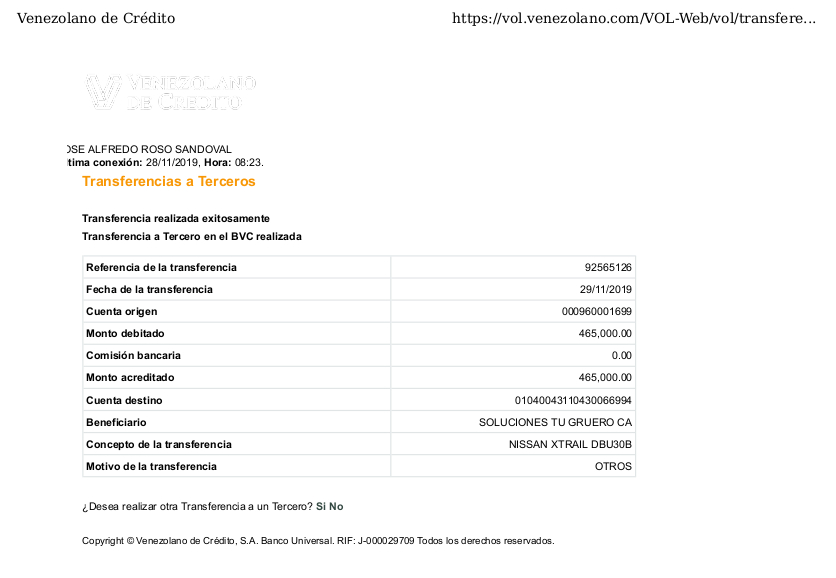 Venezolano de Crédito https://vol.venezolano.com/VOL-Web/vol/transfere...
VENEZOLANO
DE CREDITO
OSE ALFREDO ROSO SANDOVAL
tima conexión: 28/11/2019, Hora: 08:23.
Transferencias a Terceros
Transferencia realizada exitosamente
Transferencia a Tercero en el BVC realizada
Referencia de la transferencia 92565126
Fecha de la transferencia 29/11/2019
Cuenta origen 000960001699
Monto debitado 465,000.00
Comisión bancaria 0.00
Monto acreditado 465,000.00
Cuenta destino 01040043110430066994
Beneficiario SOLUCIONES TU GRUERO CA
Concepto de la transferencia NISSAN XTRAIL DBU30B
Motivo de la transferencia OTROS
¿Desea realizar otra Transferencia a un Tercero? Si No
Copyright © Venezolano de Crédito, S.A. Banco Universal. RIF: J-000029709 Todos los derechos reservados.